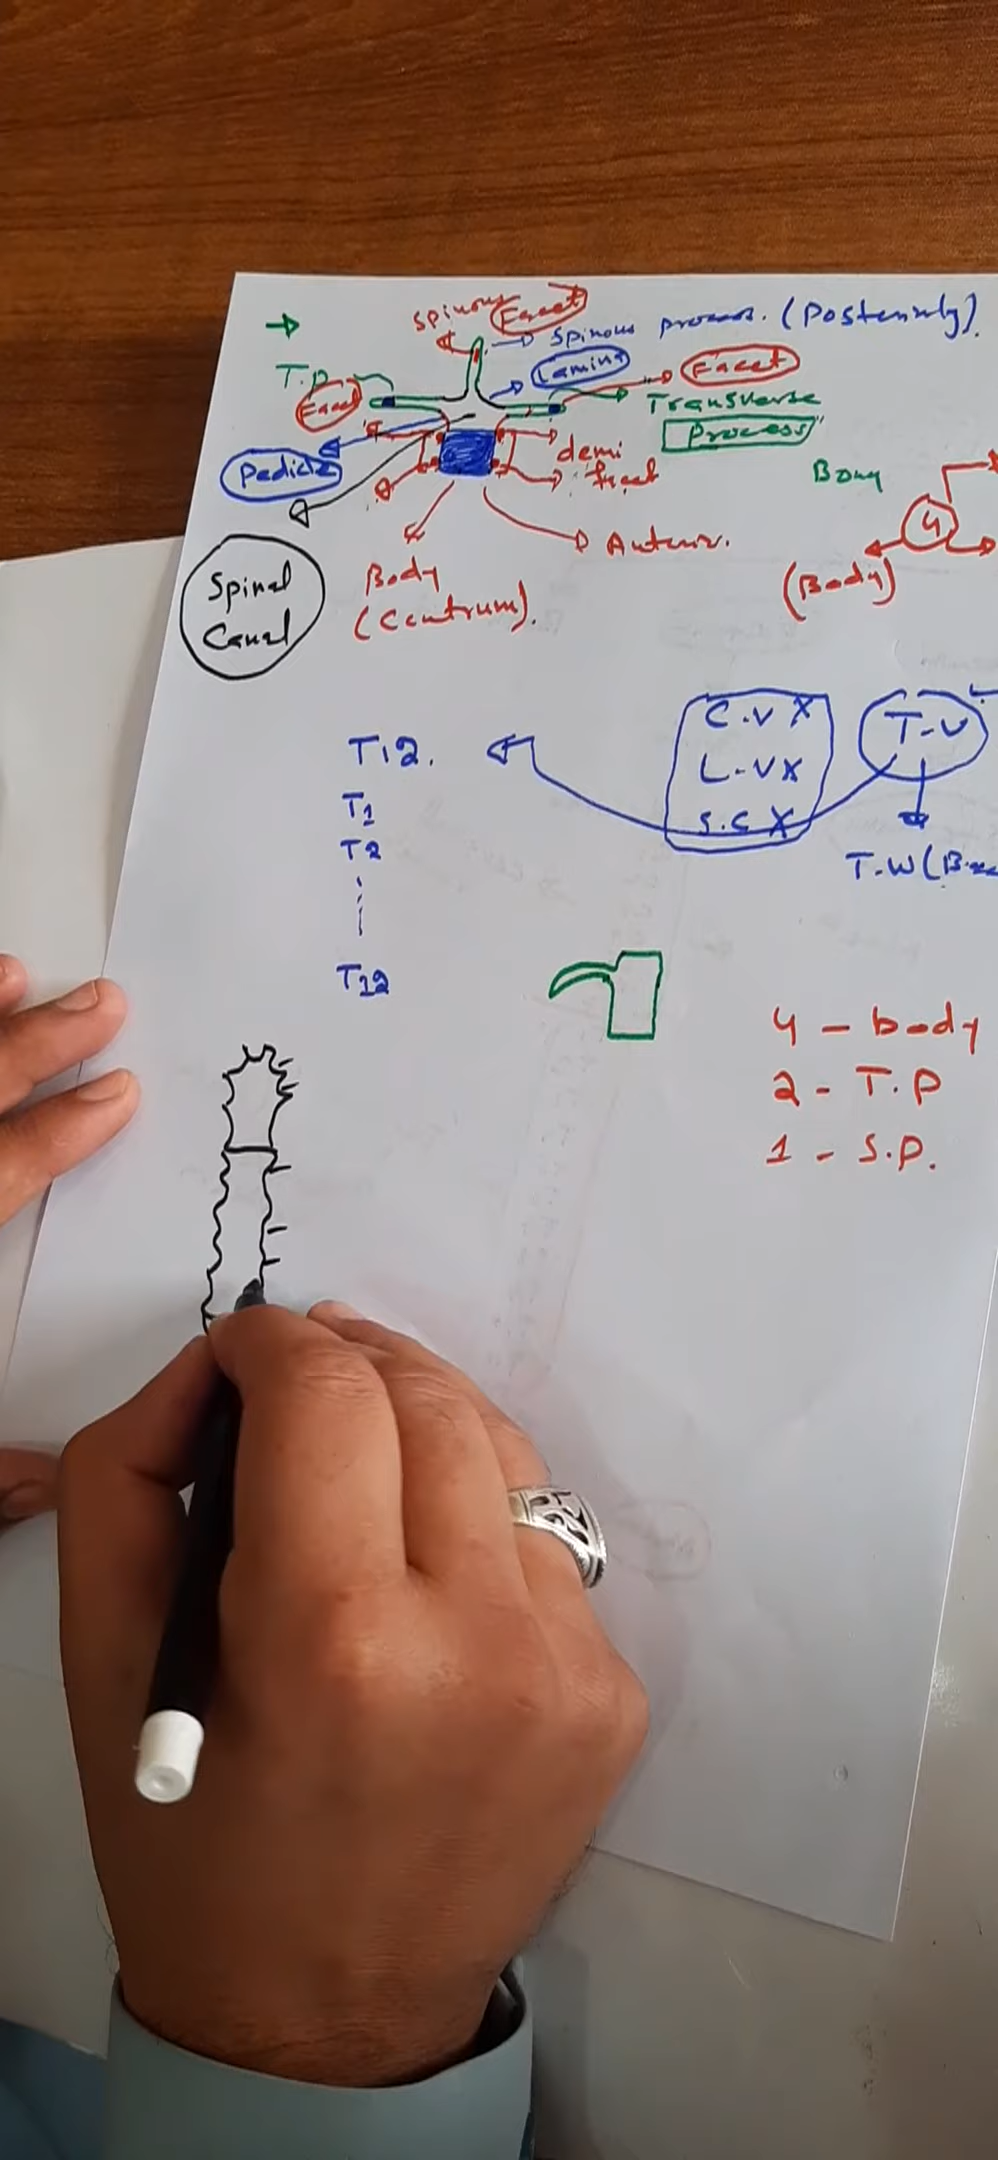 → Spinous Facet
Spinous process. (Posteriorly).
T.P
Lamina
Facet
Facet
Transverse
Process
Pedicle
demi
facet
Bony
4
Anterior.
(Body)
Spinal
Canal
Body
(Centrum).
C.V X
L.V X
S.C X
T.V
T12.
T1
T2
T.W
T12
4 - body
2 - T.P
1 - S.P.